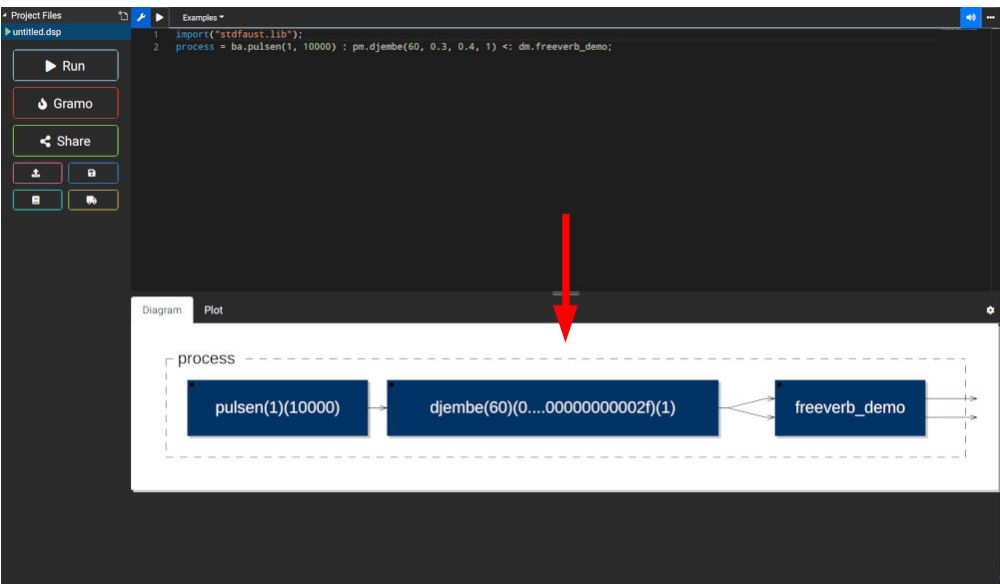 Project Files
untitled.dsp
Run
Gramo
Share
Examples
1 import("stdfaust.lib");
2 process = ba.pulsen(1, 10000) : pm.djembe(60, 0.3, 0.4, 1) <: dm.freeverb_demo;
Diagram Plot
process
pulsen(1)(10000) djembe(60)(0....00000000002f)(1) freeverb_demo